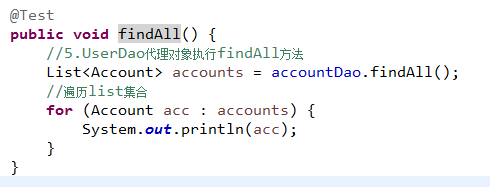 @Test
public void findAll() {
//5.UserDao代理对象执行findAll方法
List<Account> accounts = accountDao.findAll();
//遍历list集合
for (Account acc : accounts) {
System.out.println(acc);
}
}